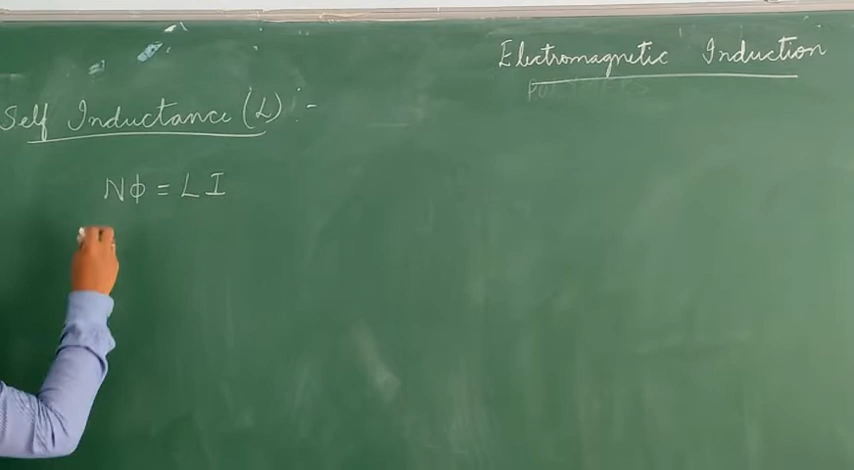 Electromagnetic Induction
Self Inductance (L) :-
Nϕ = LI